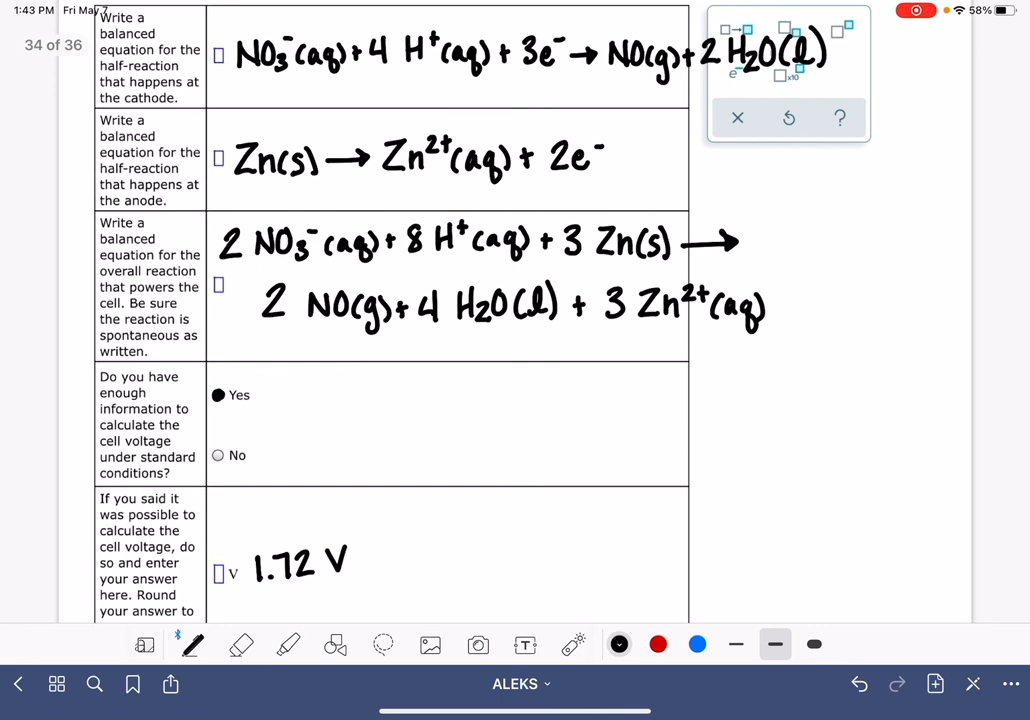 1:43 PM Fri May 7
58%
34 of 36
Write a
balanced
equation for the
half-reaction
that happens at
the cathode.
NO₃⁻(aq) + 4 H⁺(aq) + 3e⁻ → NO(g) + 2 H₂O(l)
e⁻
x10
Write a
balanced
equation for the
half-reaction
that happens at
the anode.
Zn(s) → Zn²⁺(aq) + 2e⁻
Write a
balanced
equation for the
overall reaction
that powers the
cell. Be sure
the reaction is
spontaneous as
written.
2 NO₃⁻(aq) + 8 H⁺(aq) + 3 Zn(s) →
2 NO(g) + 4 H₂O(l) + 3 Zn²⁺(aq)
Do you have
enough
information to
calculate the
cell voltage
under standard
conditions?
Yes
No
If you said it
was possible to
calculate the
cell voltage, do
so and enter
your answer
here. Round
your answer to
V 1.72 V
T
ALEKS